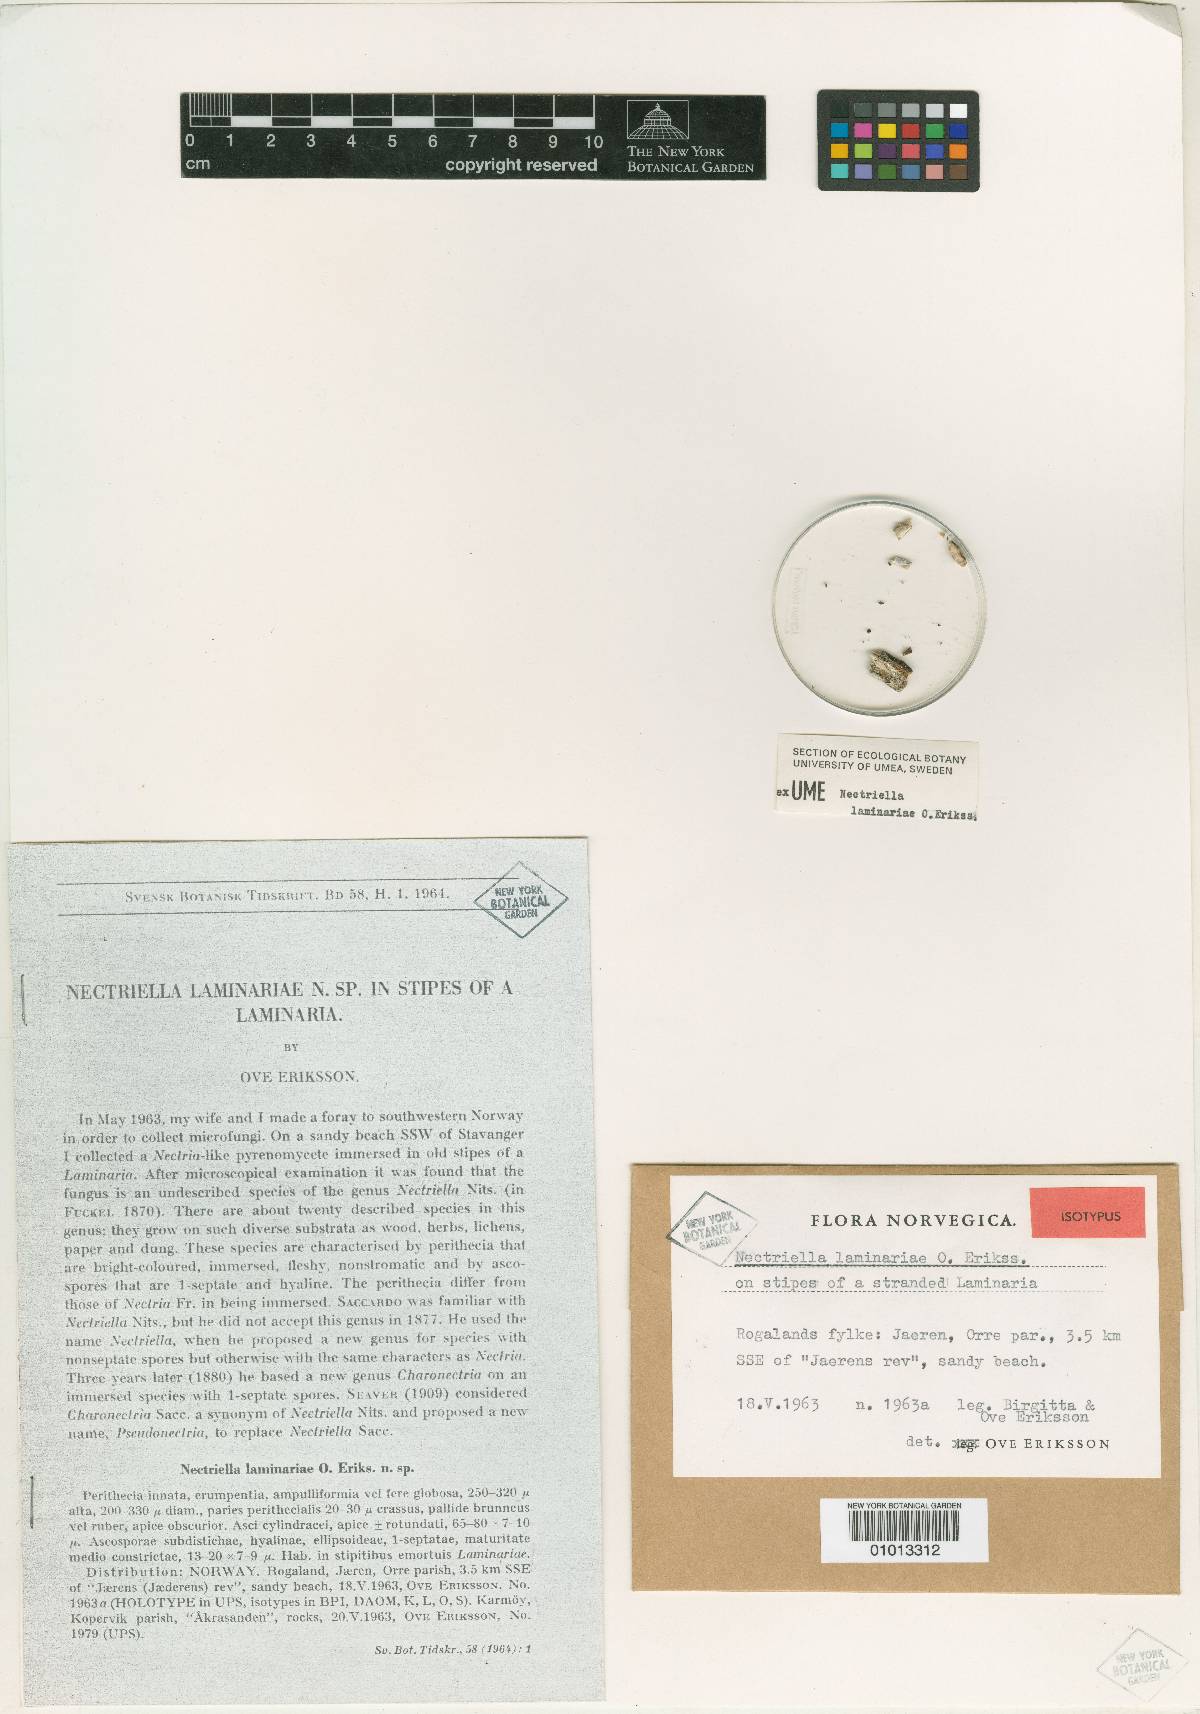 0 1 2 3 4 5 6 7 8 9 10
cm
copyright reserved
THE NEW YORK
BOTANICAL GARDEN
SECTION OF ECOLOGICAL BOTANY
UNIVERSITY OF UMEA, SWEDEN
ex UME Nectriella
laminariae O.Erikss.
SVENSK BOTANISK TIDSKRIFT. BD 58, H. 1. 1964.
NEW YORK
BOTANICAL
GARDEN
NECTRIELLA LAMINARIAE N. SP. IN STIPES OF A
LAMINARIA.
BY
OVE ERIKSSON.
In May 1963, my wife and I made a foray to southwestern Norway
in order to collect microfungi. On a sandy beach SSW of Stavanger
I collected a Nectria-like pyrenomycete immersed in old stipes of a
Laminaria. After microscopical examination it was found that the
fungus is an undescribed species of the genus Nectriella Nits. (in
FUCKEL 1870). There are about twenty described species in this
genus; they grow on such diverse substrata as wood, herbs, lichens,
paper and dung. These species are characterised by perithecia that
are bright-coloured, immersed, fleshy, nonstromatic and by asco-
spores that are 1-septate and hyaline. The perithecia differ from
those of Nectria Fr. in being immersed. SACCARDO was familiar with
Nectriella Nits., but he did not accept this genus in 1877. He used the
name Nectriella, when he proposed a new genus for species with
nonseptate spores but otherwise with the same characters as Nectria.
Three years later (1880) he based a new genus Charonectria on an
immersed species with 1-septate spores. SEAVER (1909) considered
Charonectria Sacc. a synonym of Nectriella Nits. and proposed a new
name, Pseudonectria, to replace Nectriella Sacc.
Nectriella laminariae O. Eriks. n. sp.
Perithecia innata, erumpentia, ampulliformia vel fere globosa, 250–320 μ
alta, 200–330 μ diam., paries perithecialis 20–30 μ crassus, pallide brunneus
vel ruber, apice obscurior. Asci cylindracei, apice ± rotundati, 65–80 × 7–10
μ. Ascosporae subdistichae, hyalinae, ellipsoideae, 1-septatae, maturitate
medio constrictae, 13–20 × 7–9 μ. Hab. in stipitibus emortuis Laminariae.
Distribution: NORWAY. Rogaland, Jæren, Orre parish, 3.5 km SSE
of "Jærens (Jæderens) rev", sandy beach, 18.V.1963, OVE ERIKSSON. No.
1963a (HOLOTYPE in UPS, isotypes in BPI, DAOM, K, L, O, S). Karmöy,
Kopervik parish, "Åkrasanden", rocks, 20.V.1963, OVE ERIKSSON, No.
1979 (UPS).
Sv. Bot. Tidskr., 58 (1964): 1
NEW YORK
BOTANICAL
GARDEN
FLORA NORVEGICA.
ISOTYPUS
Nectriella laminariae O. Erikss.
on stipes of a stranded Laminaria
Rogalands fylke: Jaeren, Orre par., 3.5 km
SSE of "Jaerens rev", sandy beach.
18.V.1963 n. 1963a leg. Birgitta &
Ove Eriksson
det. leg. OVE ERIKSSON
NEW YORK BOTANICAL GARDEN
01013312
NEW YORK
BOTANICAL
GARDEN